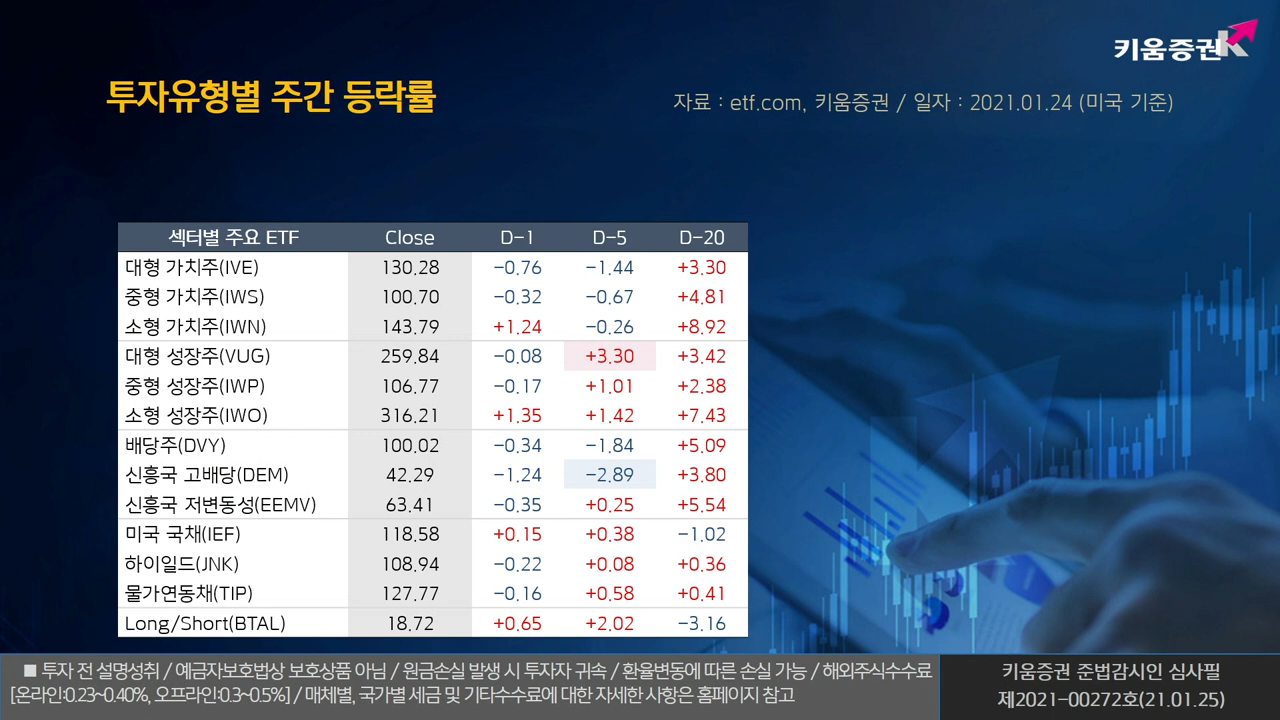 키움증권
투자유형별 주간 등락률
자료 : etf.com, 키움증권 / 일자 : 2021.01.24 (미국 기준)
섹터별 주요 ETF Close D-1 D-5 D-20
대형 가치주(IVE) 130.28 -0.76 -1.44 +3.30
중형 가치주(IWS) 100.70 -0.32 -0.67 +4.81
소형 가치주(IWN) 143.79 +1.24 -0.26 +8.92
대형 성장주(VUG) 259.84 -0.08 +3.30 +3.42
중형 성장주(IWP) 106.77 -0.17 +1.01 +2.38
소형 성장주(IWO) 316.21 +1.35 +1.42 +7.43
배당주(DVY) 100.02 -0.34 -1.84 +5.09
신흥국 고배당(DEM) 42.29 -1.24 -2.89 +3.80
신흥국 저변동성(EEMV) 63.41 -0.35 +0.25 +5.54
미국 국채(IEF) 118.58 +0.15 +0.38 -1.02
하이일드(JNK) 108.94 -0.22 +0.08 +0.36
물가연동채(TIP) 127.77 -0.16 +0.58 +0.41
Long/Short(BTAL) 18.72 +0.65 +2.02 -3.16
■ 투자 전 설명성취 / 예금자보호법상 보호상품 아님 / 원금손실 발생 시 투자자 귀속 / 환율변동에 따른 손실 가능 / 해외주식수수료
[온라인:0.23~0.40%, 오프라인:0.3~0.5%] / 매체별, 국가별 세금 및 기타수수료에 대한 자세한 사항은 홈페이지 참고
키움증권 준법감시인 심사필
제2021-00272호(21.01.25)